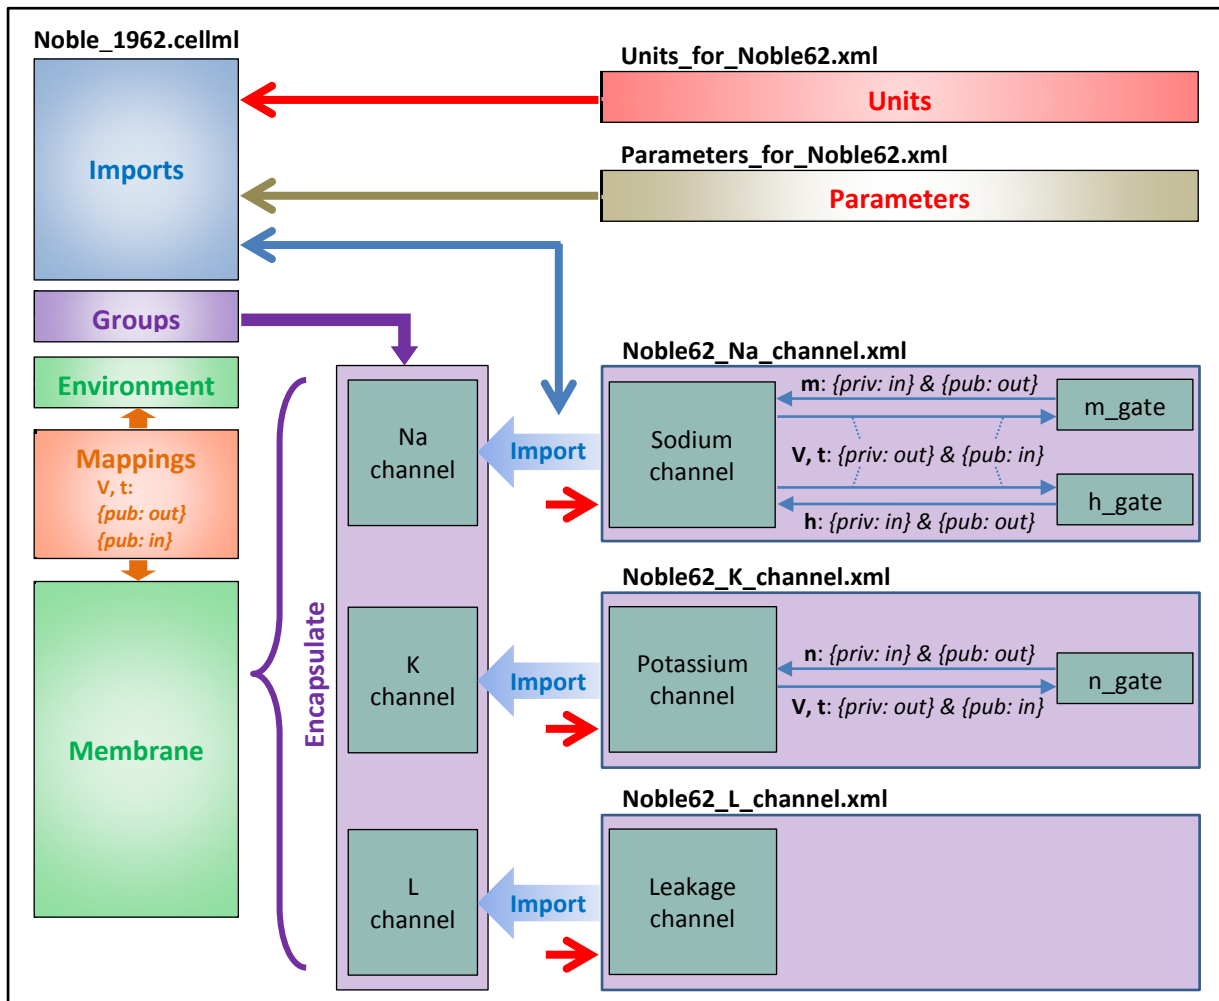 Noble_1962.cellml
Imports
Groups
Environment
Mappings
V, t:
{pub: out}
{pub: in}
Membrane
Encapsulate
Na
channel
K
channel
L
channel
Import
Import
Import
Units_for_Noble62.xml
Units
Parameters_for_Noble62.xml
Parameters
Noble62_Na_channel.xml
Sodium
channel
m: {priv: in} & {pub: out}
m_gate
V, t: {priv: out} & {pub: in}
h_gate
h: {priv: in} & {pub: out}
Noble62_K_channel.xml
Potassium
channel
n: {priv: in} & {pub: out}
n_gate
V, t: {priv: out} & {pub: in}
Noble62_L_channel.xml
Leakage
channel